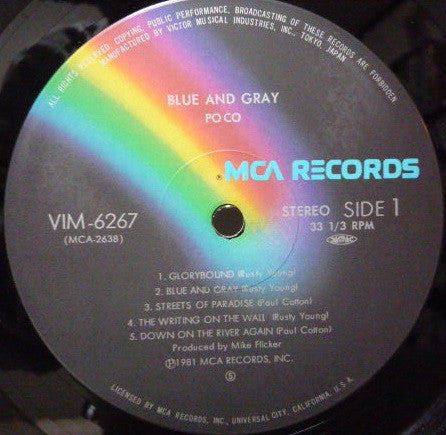 ALL RIGHTS RESERVED. COPYING, PUBLIC PERFORMANCE, BROADCASTING OF THESE RECORDS ARE FORBIDDEN
MANUFACTURED BY VICTOR MUSICAL INDUSTRIES, INC. TOKYO, JAPAN
BLUE AND GRAY
POCO
® MCA RECORDS
VIM-6267
(MCA-2638)
STEREO SIDE 1
33 1/3 RPM
1. GLORYBOUND (Rusty Young)
2. BLUE AND GRAY (Rusty Young)
3. STREETS OF PARADISE (Paul Cotton)
4. THE WRITING ON THE WALL (Rusty Young)
5. DOWN ON THE RIVER AGAIN (Paul Cotton)
Produced by Mike Flicker
Ⓟ1981 MCA RECORDS, INC.
Ⓢ
LICENSED BY MCA RECORDS, INC., UNIVERSAL CITY, CALIFORNIA, U.S.A.